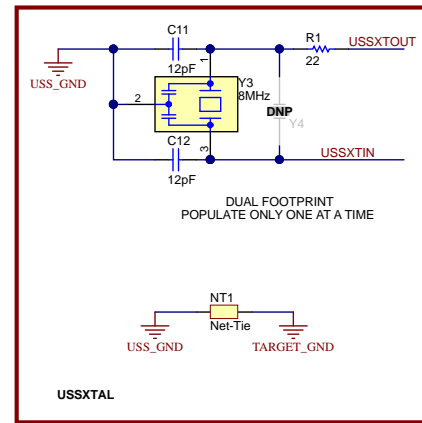 C11
12pF
R1
22
USSXTOUT
USS_GND
1
Y3
8MHz
2
DNP
Y4
C12
12pF
3
USSXTIN
DUAL FOOTPRINT
POPULATE ONLY ONE AT A TIME
NT1
Net-Tie
USS_GND
TARGET_GND
USSXTAL